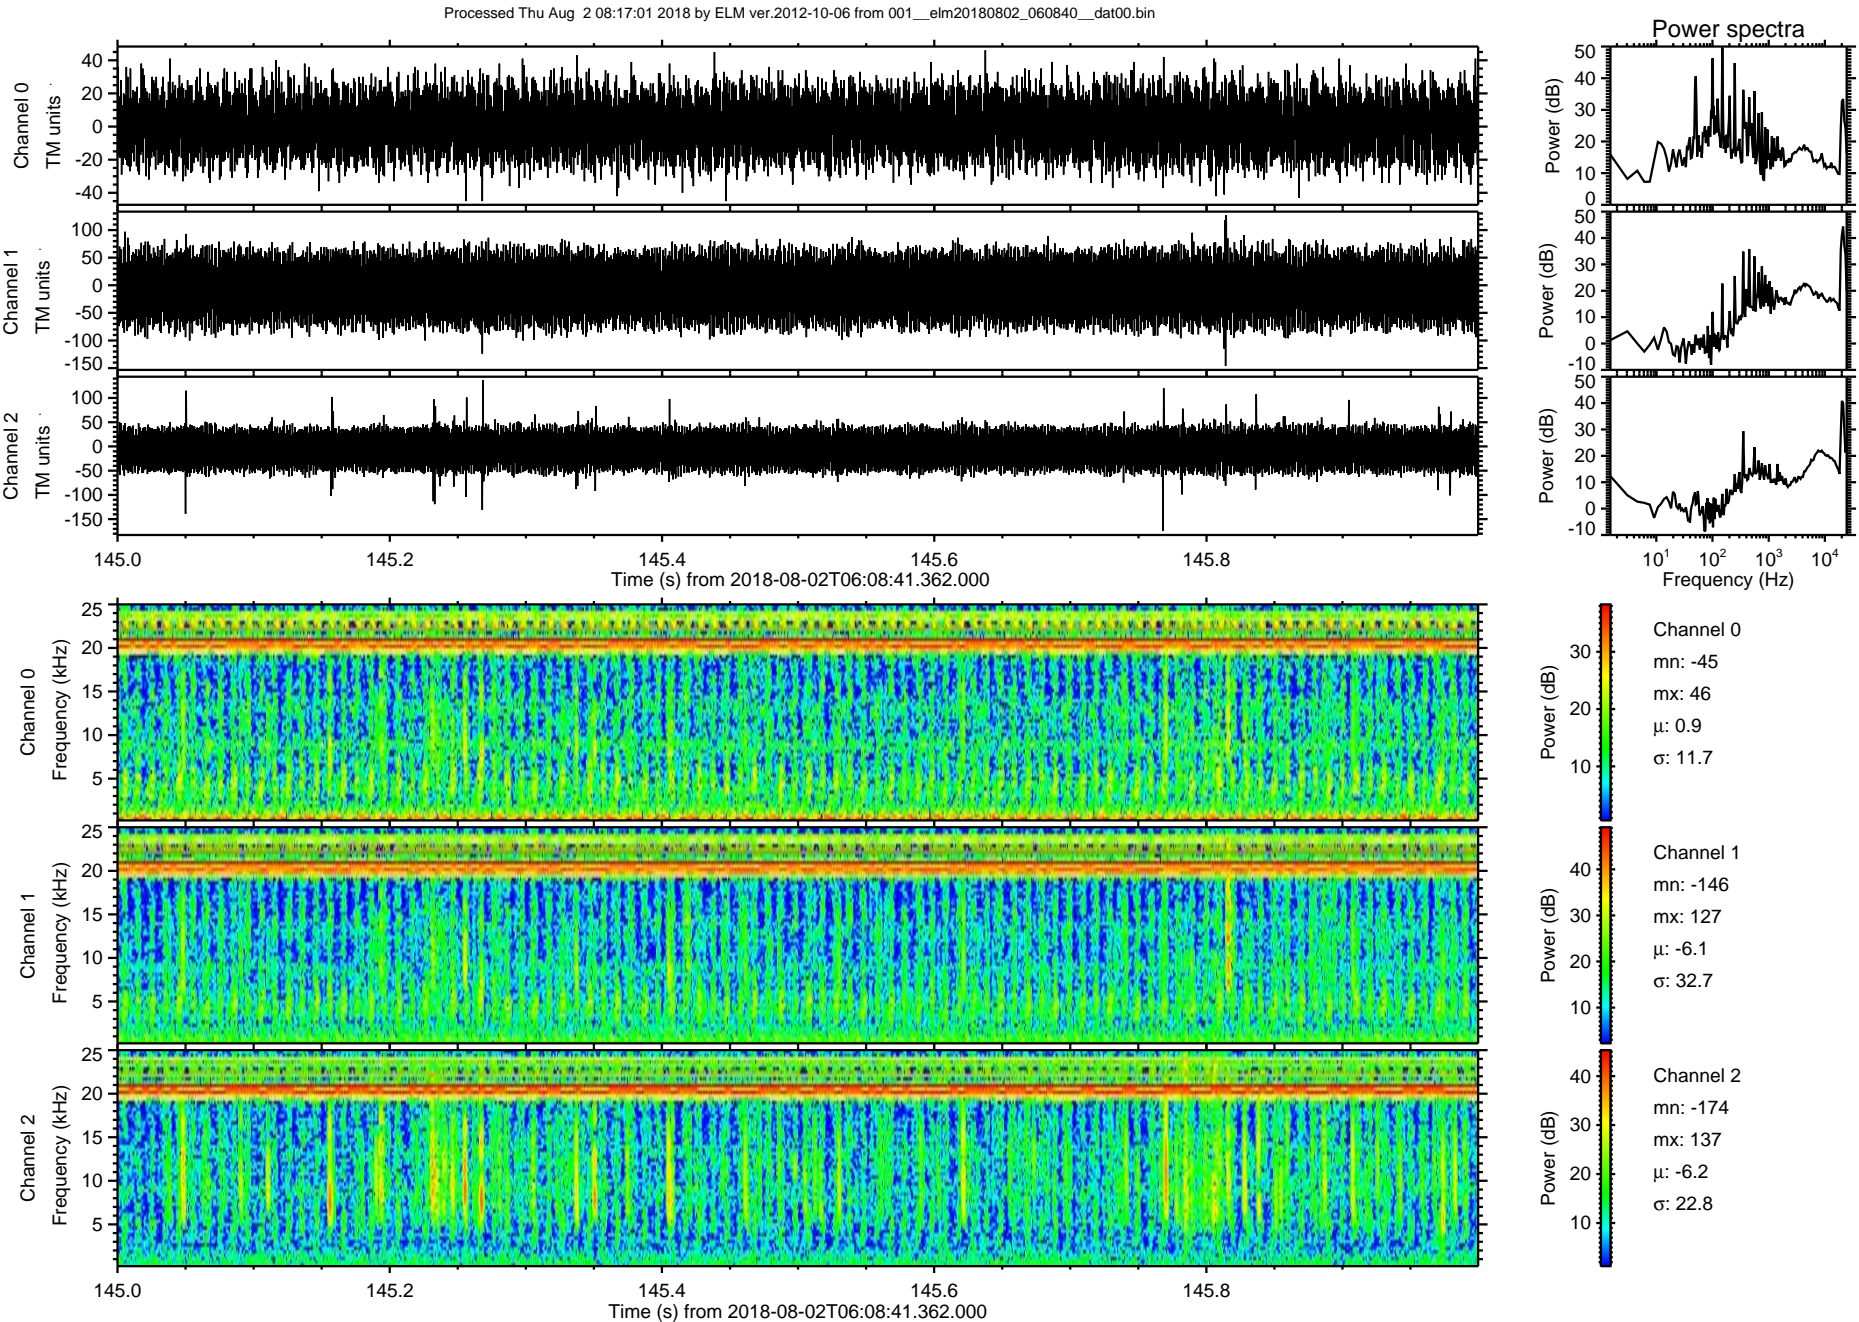 Processed Thu Aug  2 08:17:01 2018 by ELM ver.2012-10-06 from 001__elm20180802_060840__dat00.bin
Power spectra
Channel 0
TM units
40
20
0
-20
-40
Power (dB)
50
40
30
20
10
0
Channel 1
TM units
100
50
0
-50
-100
-150
Power (dB)
50
40
30
20
10
0
-10
Channel 2
TM units
100
50
0
-50
-100
-150
Power (dB)
50
40
30
20
10
0
-10
145.0 145.2 145.4 145.6 145.8
Time (s) from 2018-08-02T06:08:41.362.000
10¹ 10² 10³ 10⁴
Frequency (Hz)
Channel 0
Frequency (kHz)
25
20
15
10
5
Power (dB)
30
20
10
Channel 0
mn: -45
mx: 46
μ: 0.9
σ: 11.7
Channel 1
Frequency (kHz)
25
20
15
10
5
Power (dB)
40
30
20
10
Channel 1
mn: -146
mx: 127
μ: -6.1
σ: 32.7
Channel 2
Frequency (kHz)
25
20
15
10
5
Power (dB)
40
30
20
10
Channel 2
mn: -174
mx: 137
μ: -6.2
σ: 22.8
145.0 145.2 145.4 145.6 145.8
Time (s) from 2018-08-02T06:08:41.362.000